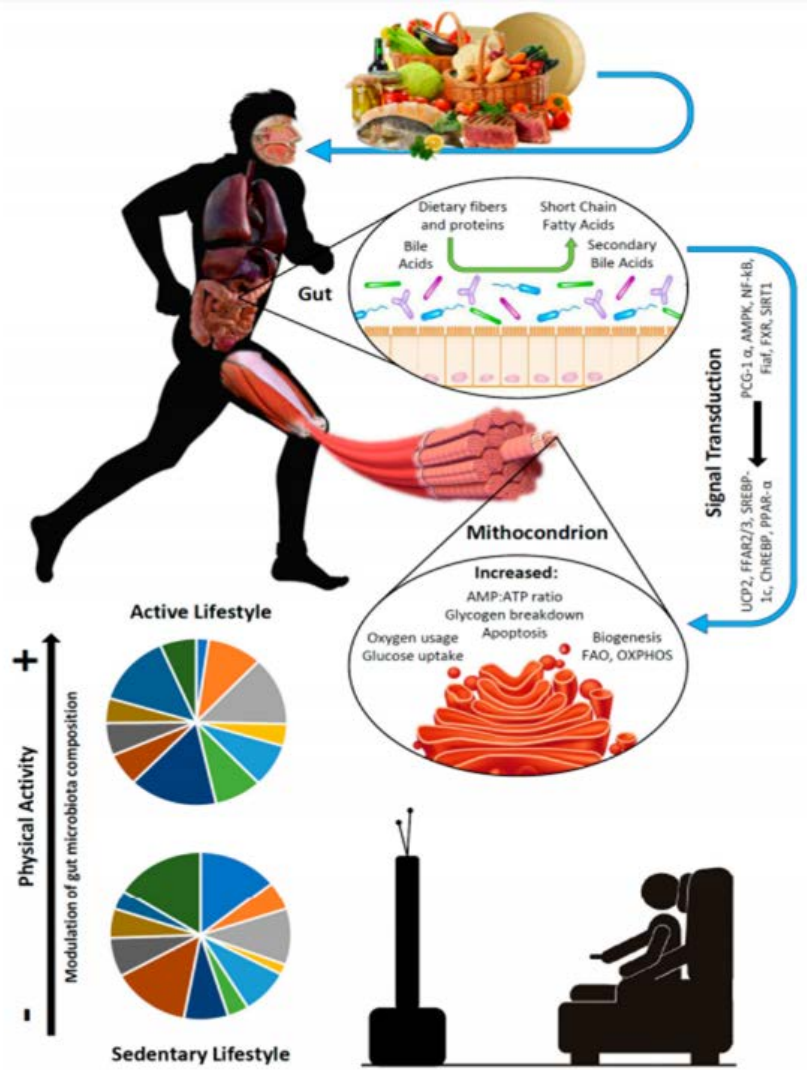 Dietary fibers
and proteins
Short Chain
Fatty Acids
Bile
Acids
Secondary
Bile Acids
Gut
PCG-1 α, AMPK, NF-kB,
Fiaf, FXR, SIRT1
Signal Transduction
UCP2, FFAR2/3, SREBP-
1c, ChREBP, PPAR-α
Mithocondrion
Increased:
AMP:ATP ratio
Glycogen breakdown
Apoptosis
Oxygen usage
Glucose uptake
Biogenesis
FAO, OXPHOS
Active Lifestyle
+
Physical Activity
-
Modulation of gut microbiota composition
Sedentary Lifestyle